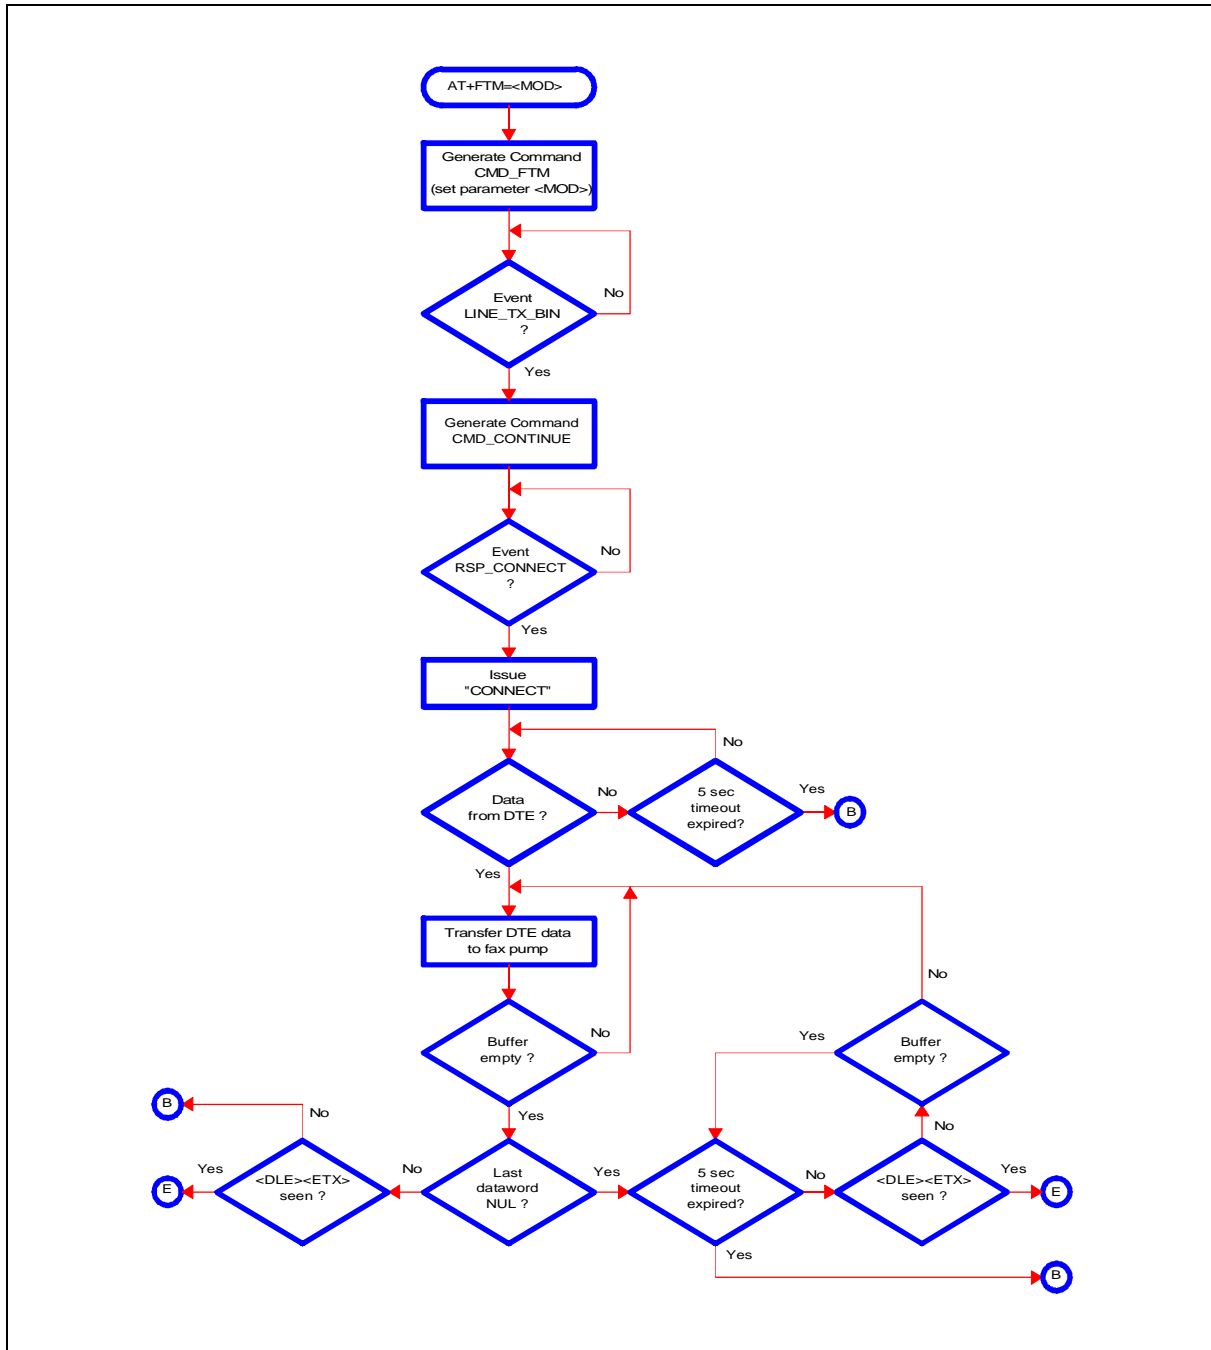 AT+FTM=<MOD>
Generate Command
CMD_FTM
(set parameter <MOD>)
Event
LINE_TX_BIN
?
No
Yes
Generate Command
CMD_CONTINUE
Event
RSP_CONNECT
?
No
Yes
Issue
"CONNECT"
No
Data
from DTE ?
No
5 sec
timeout
expired?
Yes
B
Yes
Transfer DTE data
to fax pump
No
Buffer
empty ?
No
Yes
Buffer
empty ?
B
No
Yes
No
Yes
<DLE><ETX>
seen ?
E
No
Last
dataword
NUL ?
Yes
5 sec
timeout
expired?
No
<DLE><ETX>
seen ?
Yes
E
Yes
B